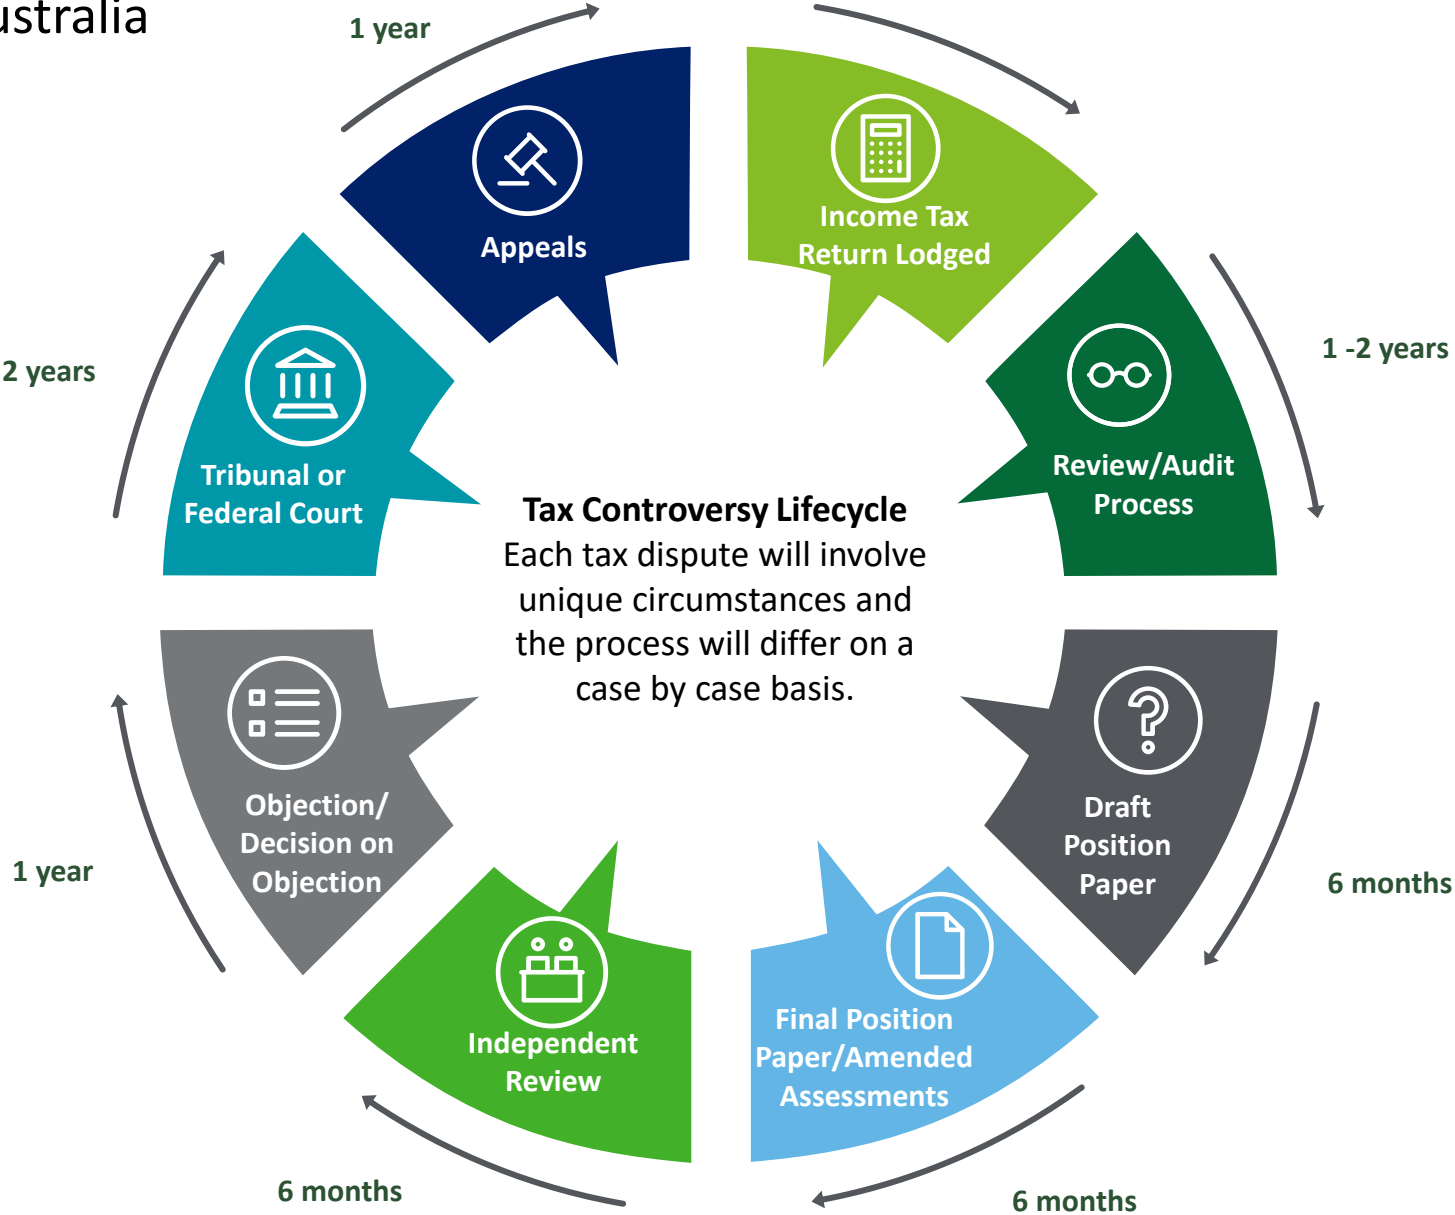 1 year
Appeals
Income Tax
Return Lodged
1 -2 years
Review/Audit
Process
6 months
Draft
Position
Paper
6 months
Final Position
Paper/Amended
Assessments
6 months
Independent
Review
1 year
Objection/
Decision on
Objection
2 years
Tribunal or
Federal Court
Tax Controversy Lifecycle
Each tax dispute will involve
unique circumstances and
the process will differ on a
case by case basis.